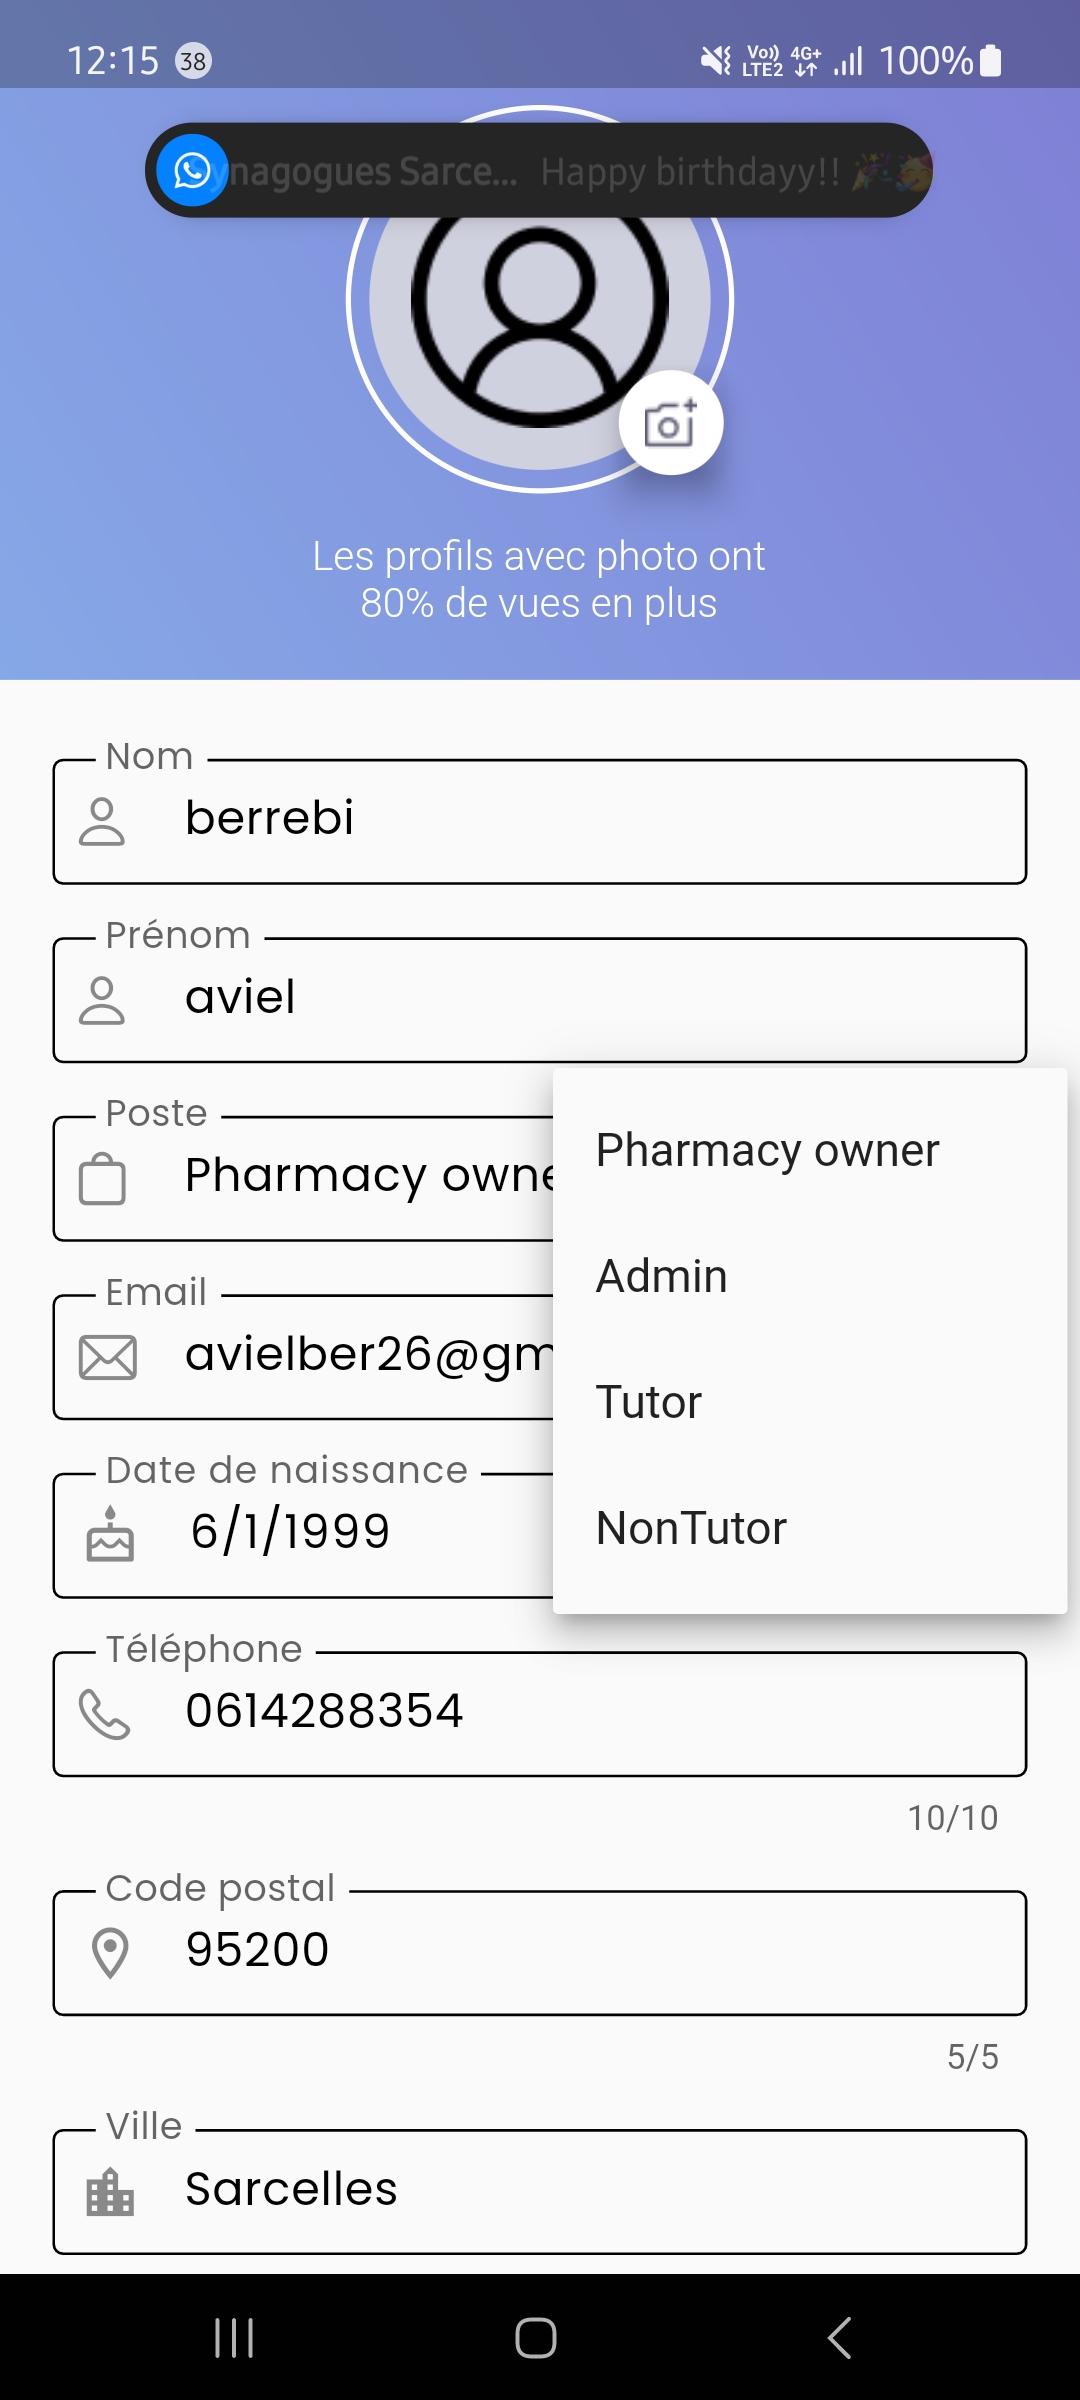 12:15 38 Vo)) LTE2 4G+ 100%
ynagogues Sarce... Happy birthdayy!! 🎉🥳
Les profils avec photo ont
80% de vues en plus
Nom
berrebi
Prénom
aviel
Poste
Pharmacy owne
Pharmacy owner
Admin
Tutor
NonTutor
Email
avielber26@gm
Date de naissance
6/1/1999
Téléphone
0614288354
10/10
Code postal
95200
5/5
Ville
Sarcelles